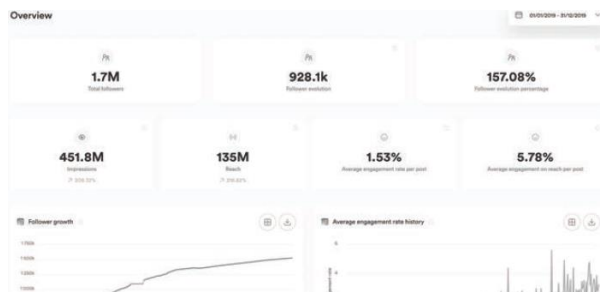 Overview
01/01/2019 - 31/12/2019
1.7M
Total followers
928.1k
Follower evolution
157.08%
Follower evolution percentage
451.8M
Impressions
135M
Reach
1.53%
Average engagement rate per post
5.78%
Average engagement on reach per post
Follower growth
Average engagement rate history